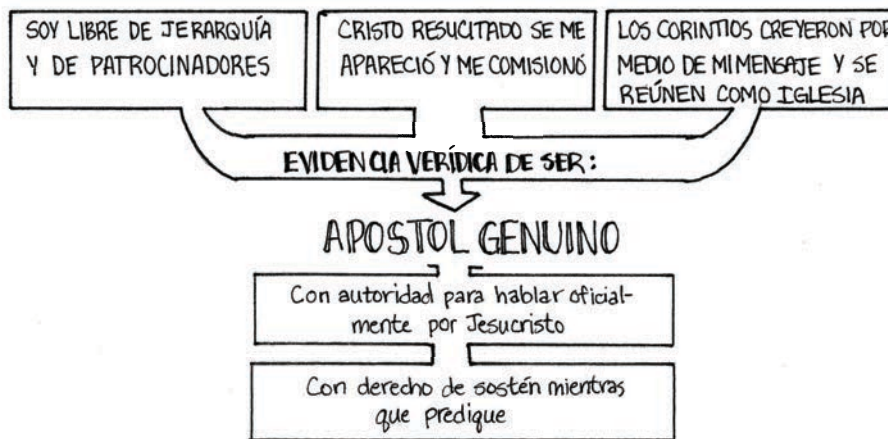 SOY LIBRE DE JERARQUÍA
Y DE PATROCINADORES
CRISTO RESUCITADO SE ME
APARECIÓ Y ME COMISIONÓ
LOS CORINTIOS CREYERON POR
MEDIO DE MI MENSAJE Y SE
REÚNEN COMO IGLESIA
EVIDENCIA VERÍDICA DE SER:
APOSTOL GENUINO
Con autoridad para hablar oficial-
mente por Jesucristo
Con derecho de sostén mientras
que predique